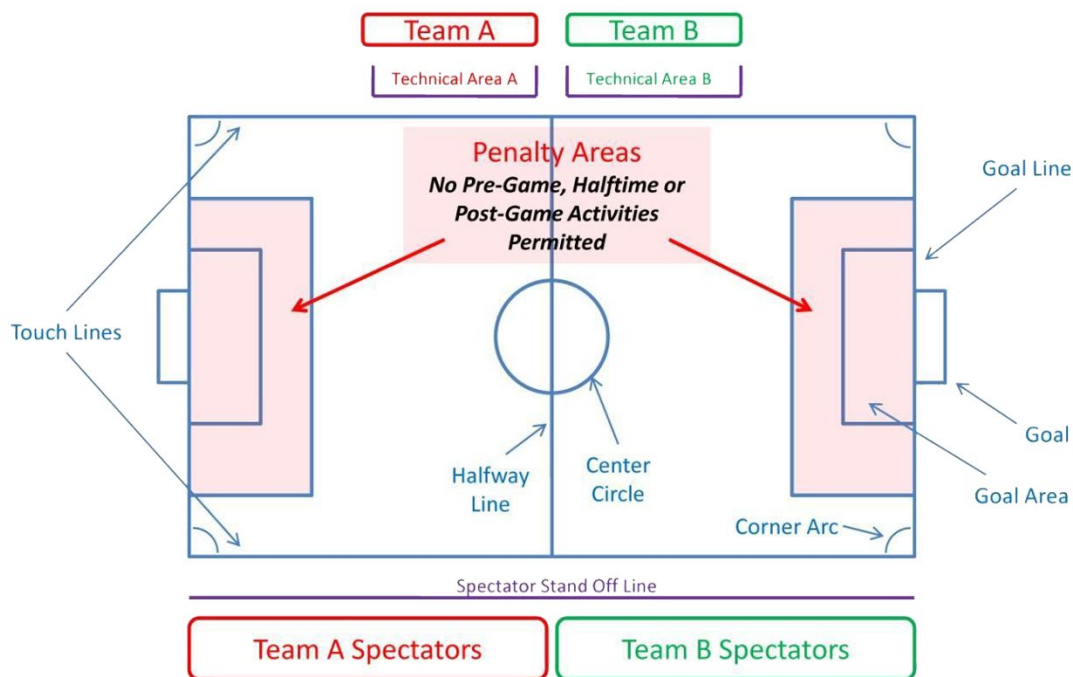 Team A
Team B
Technical Area A
Technical Area B
Penalty Areas
No Pre-Game, Halftime or
Post-Game Activities
Permitted
Goal Line
Touch Lines
Goal
Halfway
Line
Center
Circle
Goal Area
Corner Arc
Spectator Stand Off Line
Team A Spectators
Team B Spectators